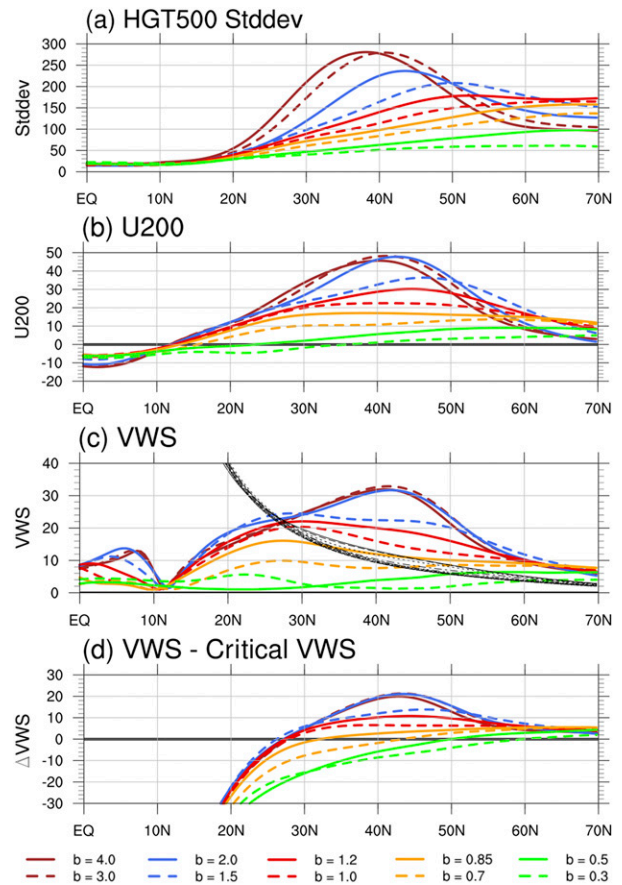 (a) HGT500 Stddev
Stddev
300
250
200
150
100
50
0
EQ 10N 20N 30N 40N 50N 60N 70N
(b) U200
U200
50
40
30
20
10
0
-10
-20
EQ 10N 20N 30N 40N 50N 60N 70N
(c) VWS
VWS
40
30
20
10
0
EQ 10N 20N 30N 40N 50N 60N 70N
(d) VWS - Critical VWS
ΔVWS
30
20
10
0
-10
-20
-30
EQ 10N 20N 30N 40N 50N 60N 70N
b = 4.0 b = 2.0 b = 1.2 b = 0.85 b = 0.5
b = 3.0 b = 1.5 b = 1.0 b = 0.7 b = 0.3